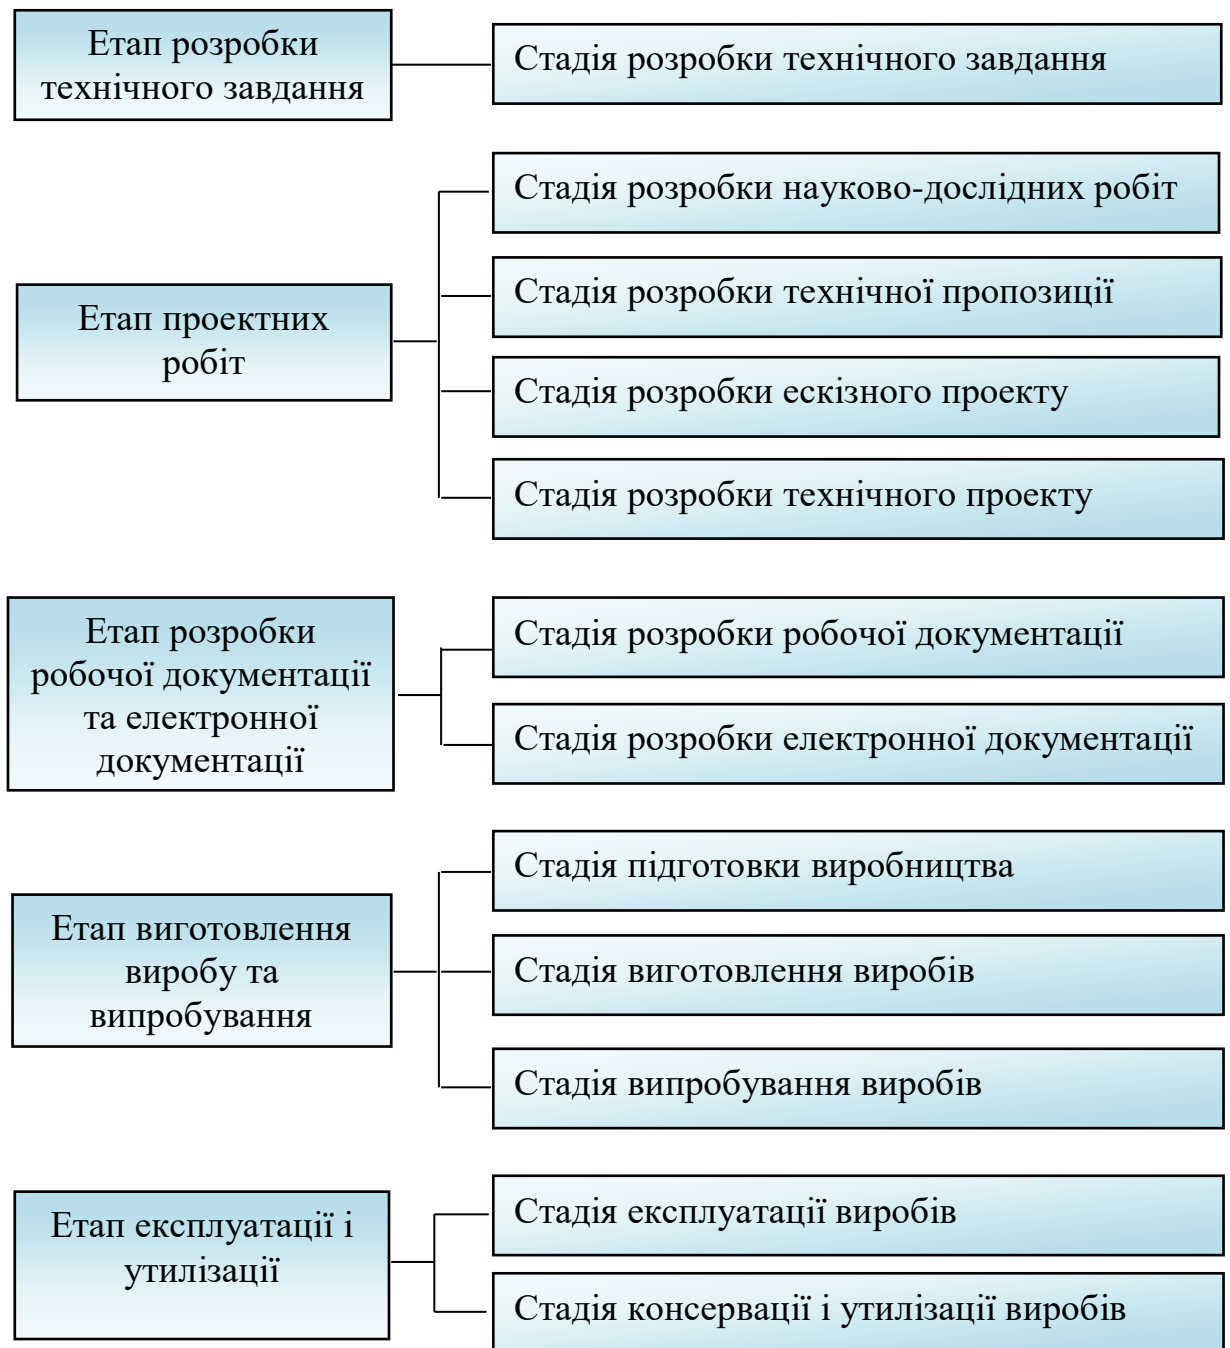 Етап розробки
технічного завдання
Стадія розробки технічного завдання
Етап проектних
робіт
Стадія розробки науково-дослідних робіт
Стадія розробки технічної пропозиції
Стадія розробки ескізного проекту
Стадія розробки технічного проекту
Етап розробки
робочої документації
та електронної
документації
Стадія розробки робочої документації
Стадія розробки електронної документації
Етап виготовлення
виробу та
випробування
Стадія підготовки виробництва
Стадія виготовлення виробів
Стадія випробування виробів
Етап експлуатації і
утилізації
Стадія експлуатації виробів
Стадія консервації і утилізації виробів